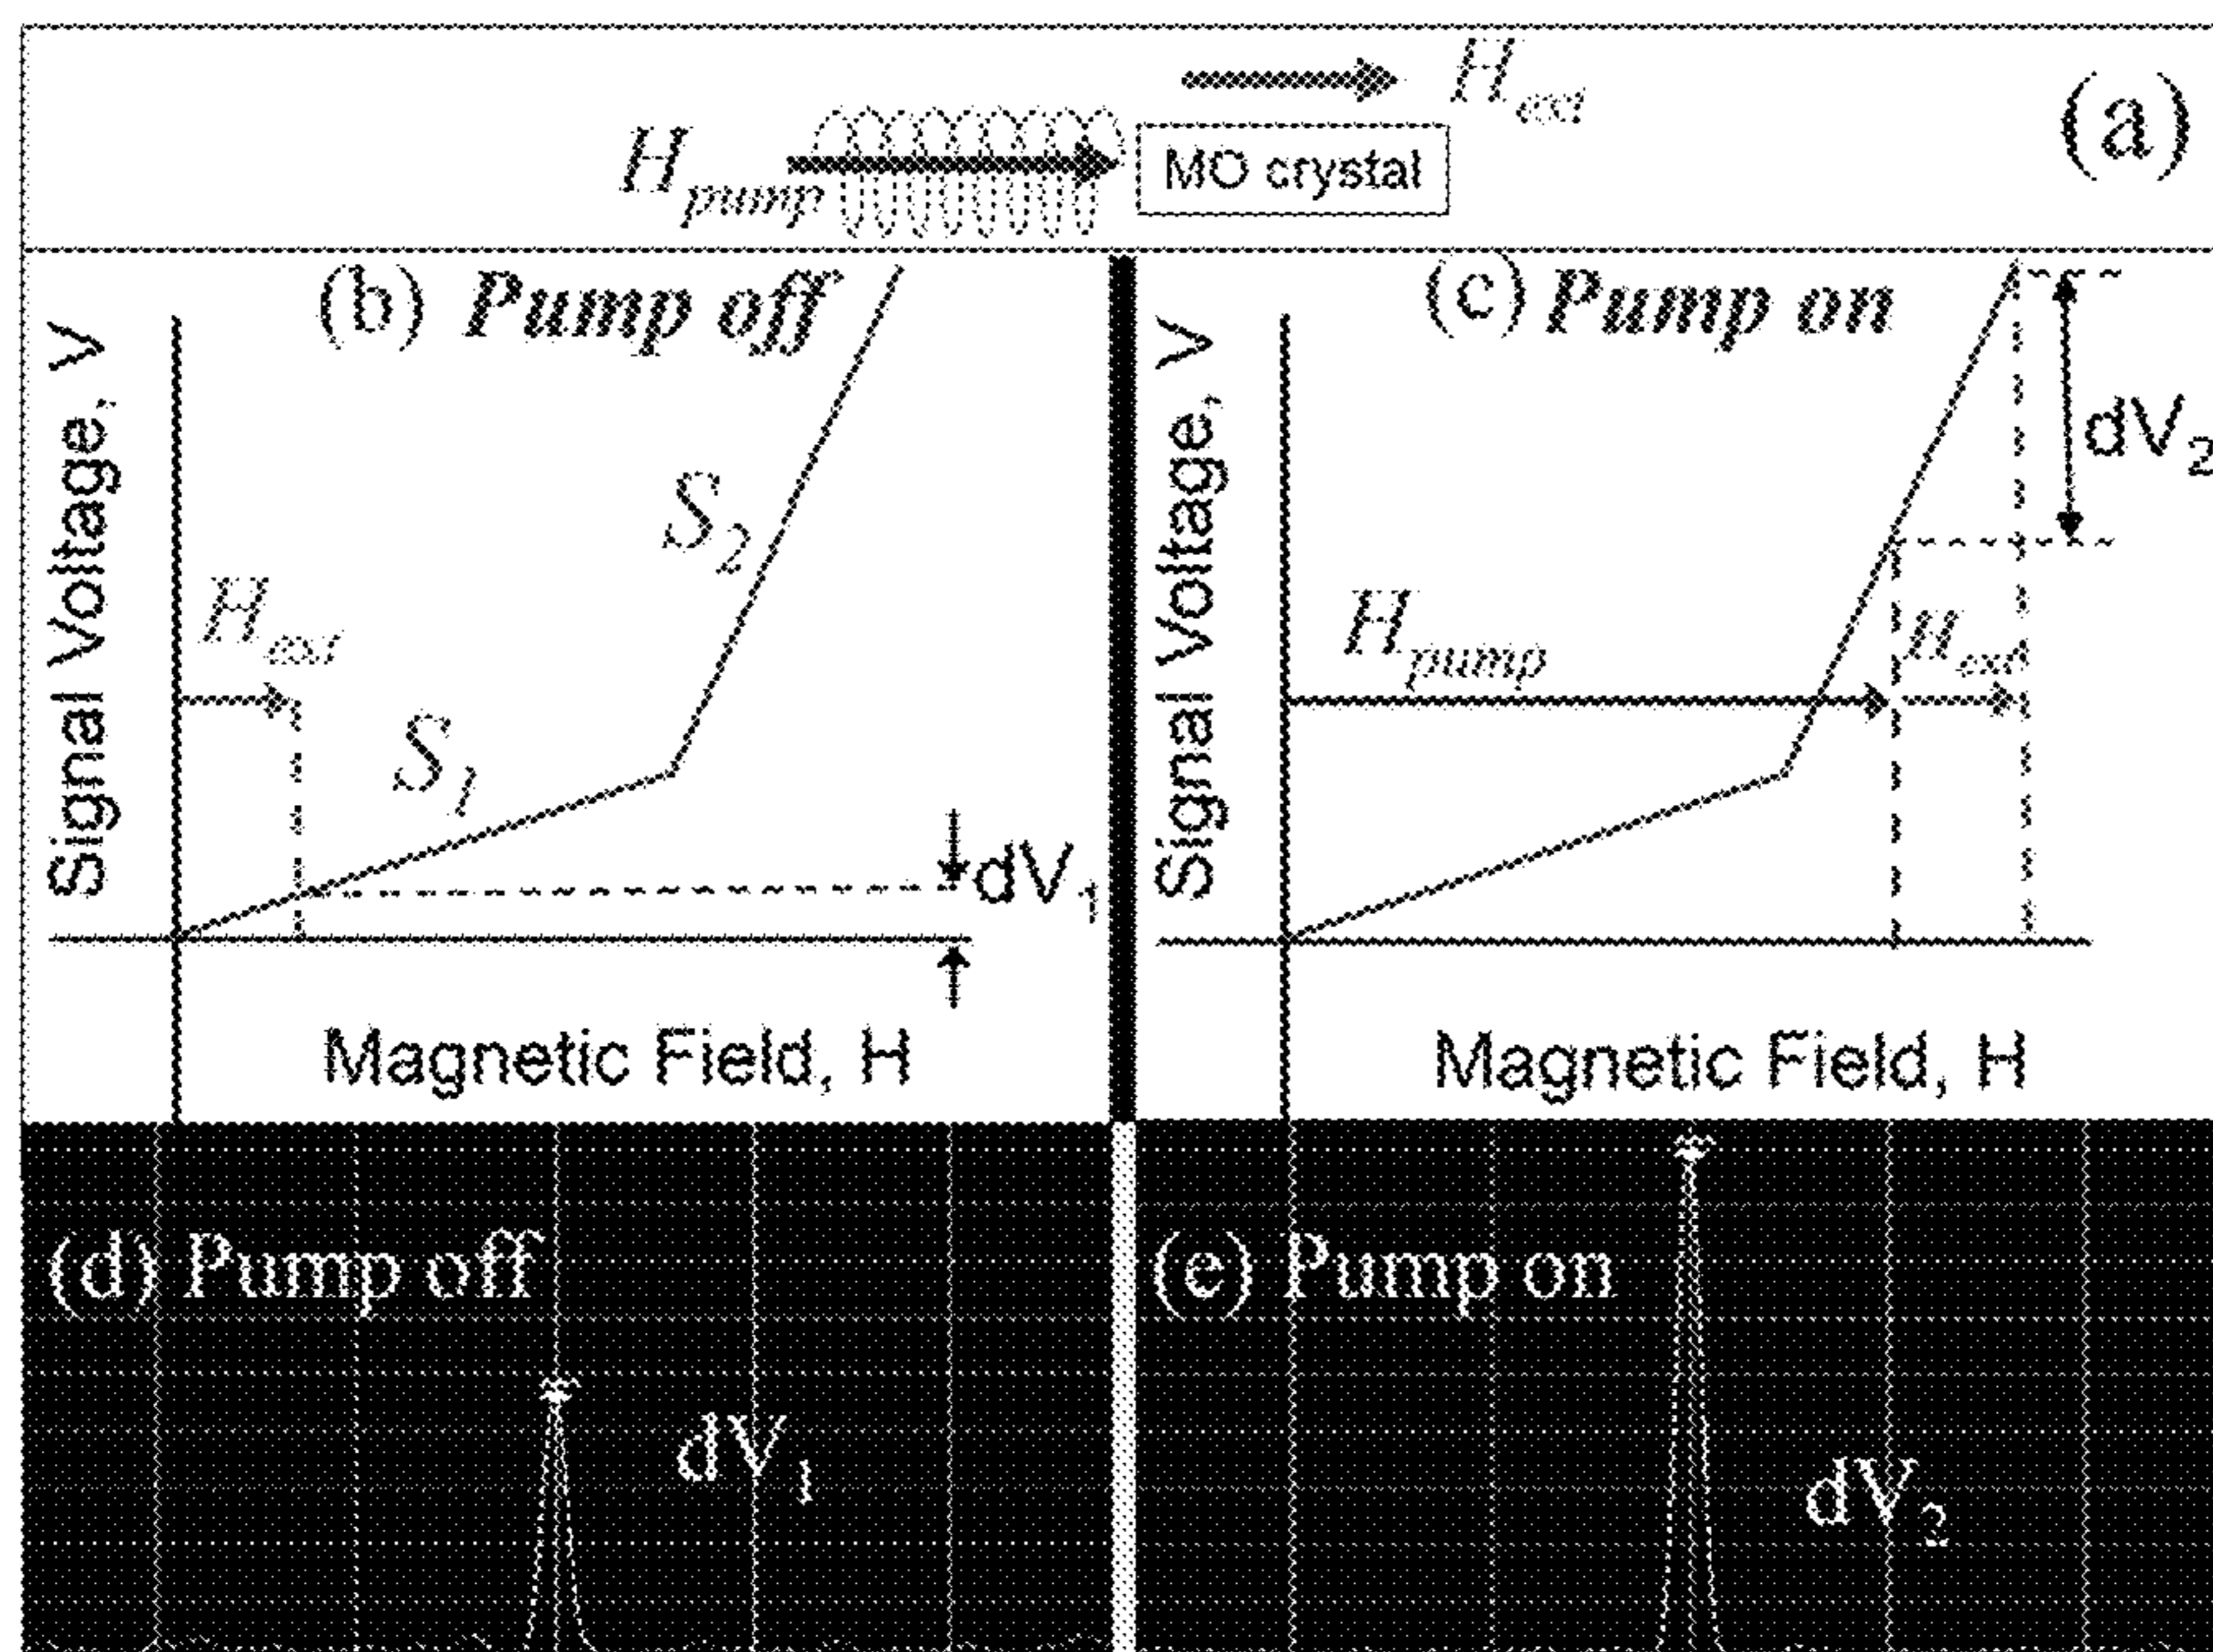 H_ext
(a)
H_pump
MO crystal
(b) Pump off
Signal Voltage, V
S_2
H_ext
S_1
dV_1
Magnetic Field, H
(c) Pump on
Signal Voltage, V
dV_2
H_pump
H_ext
Magnetic Field, H
(d) Pump off
dV_1
(e) Pump on
dV_2